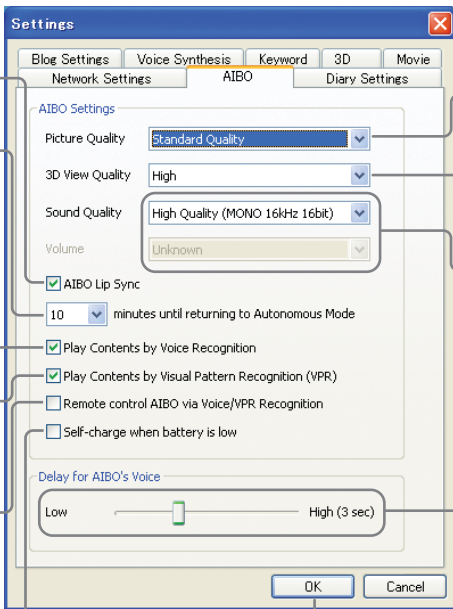 Settings
Blog Settings Voice Synthesis Keyword 3D Movie
Network Settings AIBO Diary Settings
AIBO Settings
Picture Quality Standard Quality
3D View Quality High
Sound Quality High Quality (MONO 16kHz 16bit)
Volume Unknown
AIBO Lip Sync
10 minutes until returning to Autonomous Mode
Play Contents by Voice Recognition
Play Contents by Visual Pattern Recognition (VPR)
Remote control AIBO via Voice/VPR Recognition
Self-charge when battery is low
Delay for AIBO's Voice
Low High (3 sec)
OK Cancel